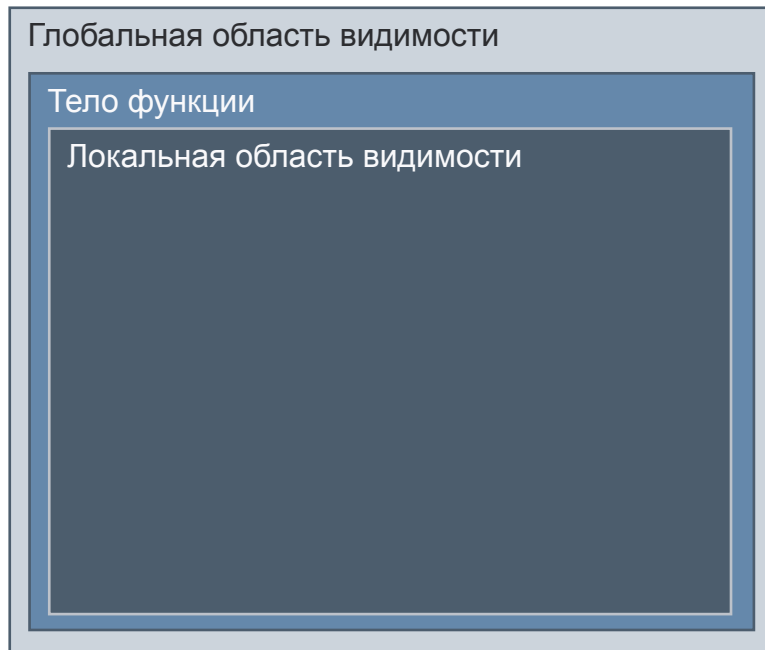 Глобальная область видимости
Тело функции
Локальная область видимости